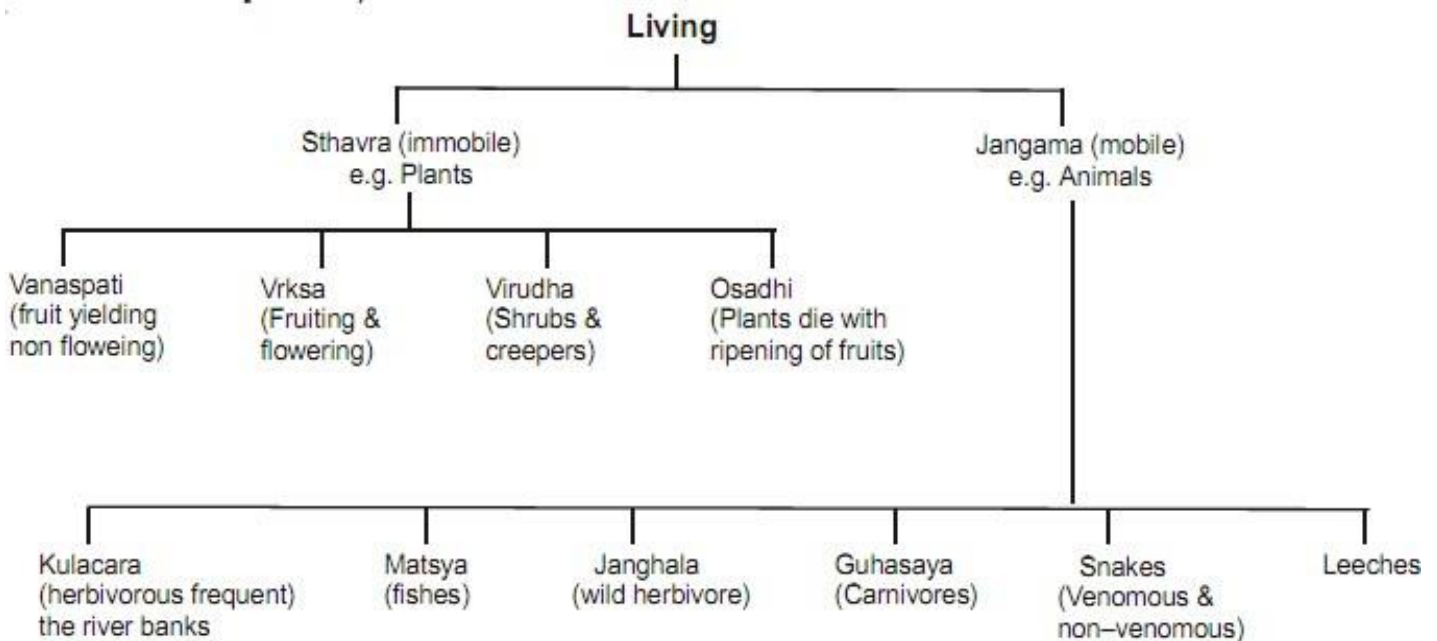 Living
Sthavra (immobile)
e.g. Plants
Jangama (mobile)
e.g. Animals
Vanaspati
(fruit yielding
non floweing)
Vrksa
(Fruiting &
flowering)
Virudha
(Shrubs &
creepers)
Osadhi
(Plants die with
ripening of fruits)
Kulacara
(herbivorous frequent)
the river banks
Matsya
(fishes)
Janghala
(wild herbivore)
Guhasaya
(Carnivores)
Snakes
(Venomous &
non–venomous)
Leeches